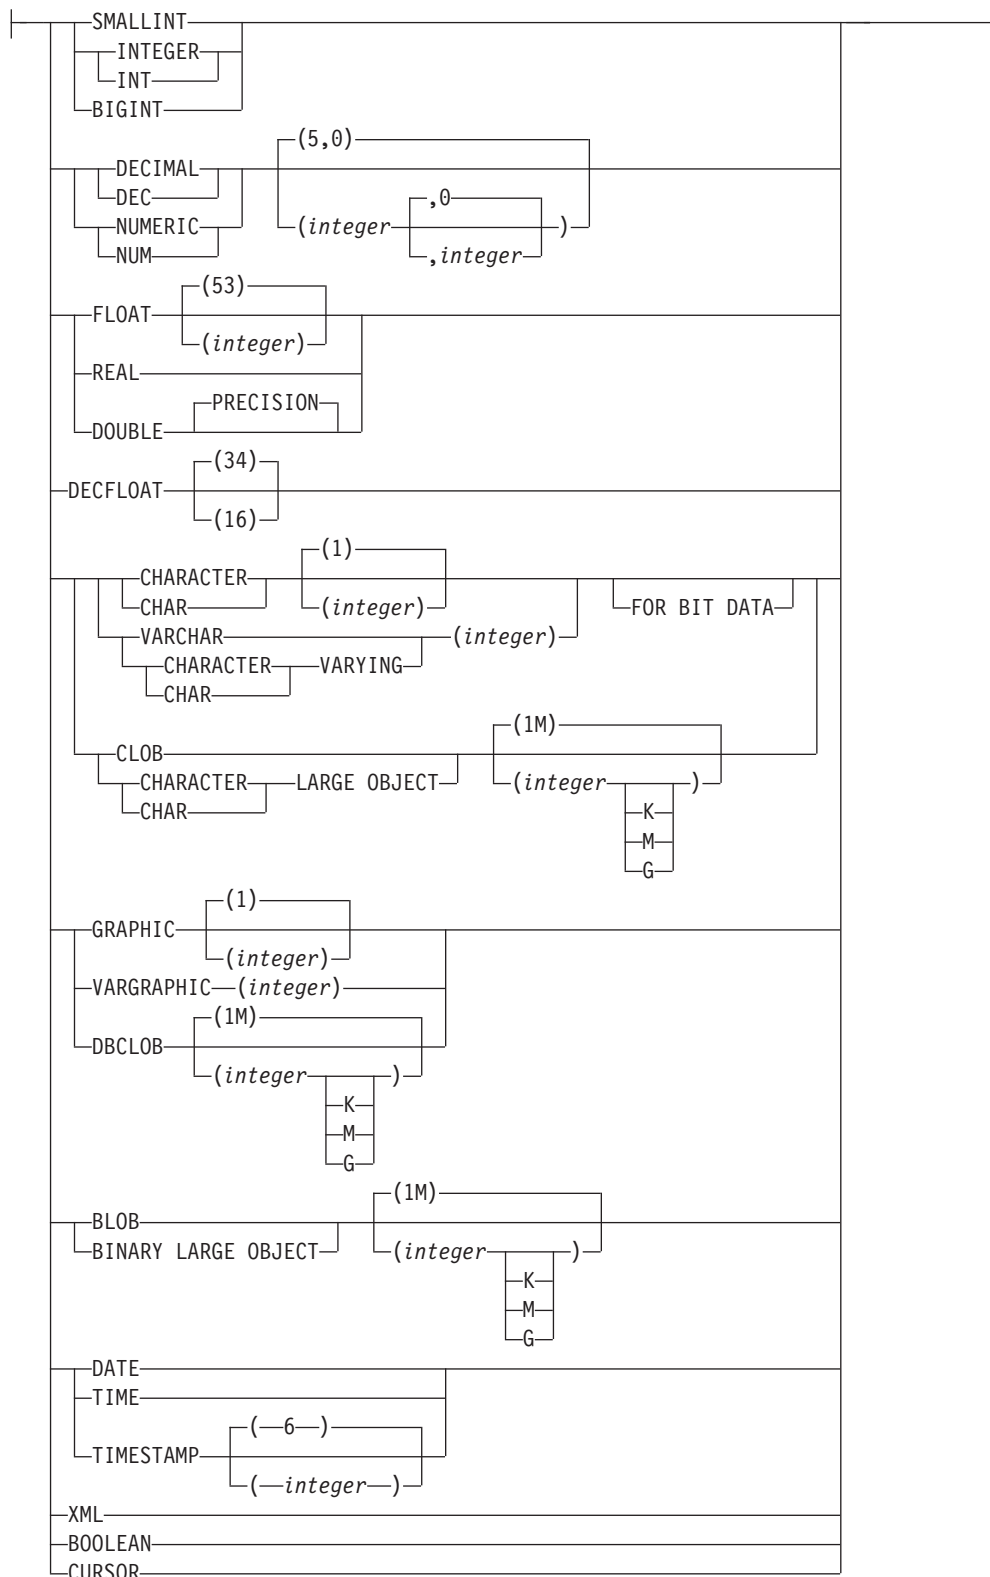 SMALLINT
INTEGER
INT
BIGINT
(5,0)
DECIMAL
DEC ,0
NUMERIC (integer )
NUM ,integer
(53)
FLOAT
(integer)
REAL
PRECISION
DOUBLE
(34)
DECFLOAT
(16)
(1)
CHARACTER
CHAR (integer) FOR BIT DATA
VARCHAR (integer)
CHARACTER VARYING
CHAR
(1M)
CLOB
CHARACTER LARGE OBJECT (integer )
CHAR K
M
G
(1)
GRAPHIC
(integer)
VARGRAPHIC (integer)
(1M)
DBCLOB
(integer )
K
M
G
(1M)
BLOB
BINARY LARGE OBJECT (integer )
K
M
G
DATE
TIME
( 6 )
TIMESTAMP
( integer )
XML
BOOLEAN
CURSOR